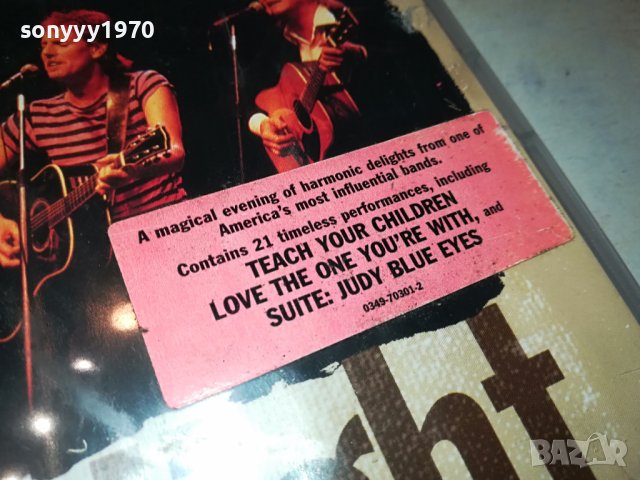 sonyyy1970
A magical evening of harmonic delights from one of
America's most influential bands.
Contains 21 timeless performances, including
TEACH YOUR CHILDREN
LOVE THE ONE YOU'RE WITH, and
SUITE: JUDY BLUE EYES
0349-70301-2
ght
BAZAR